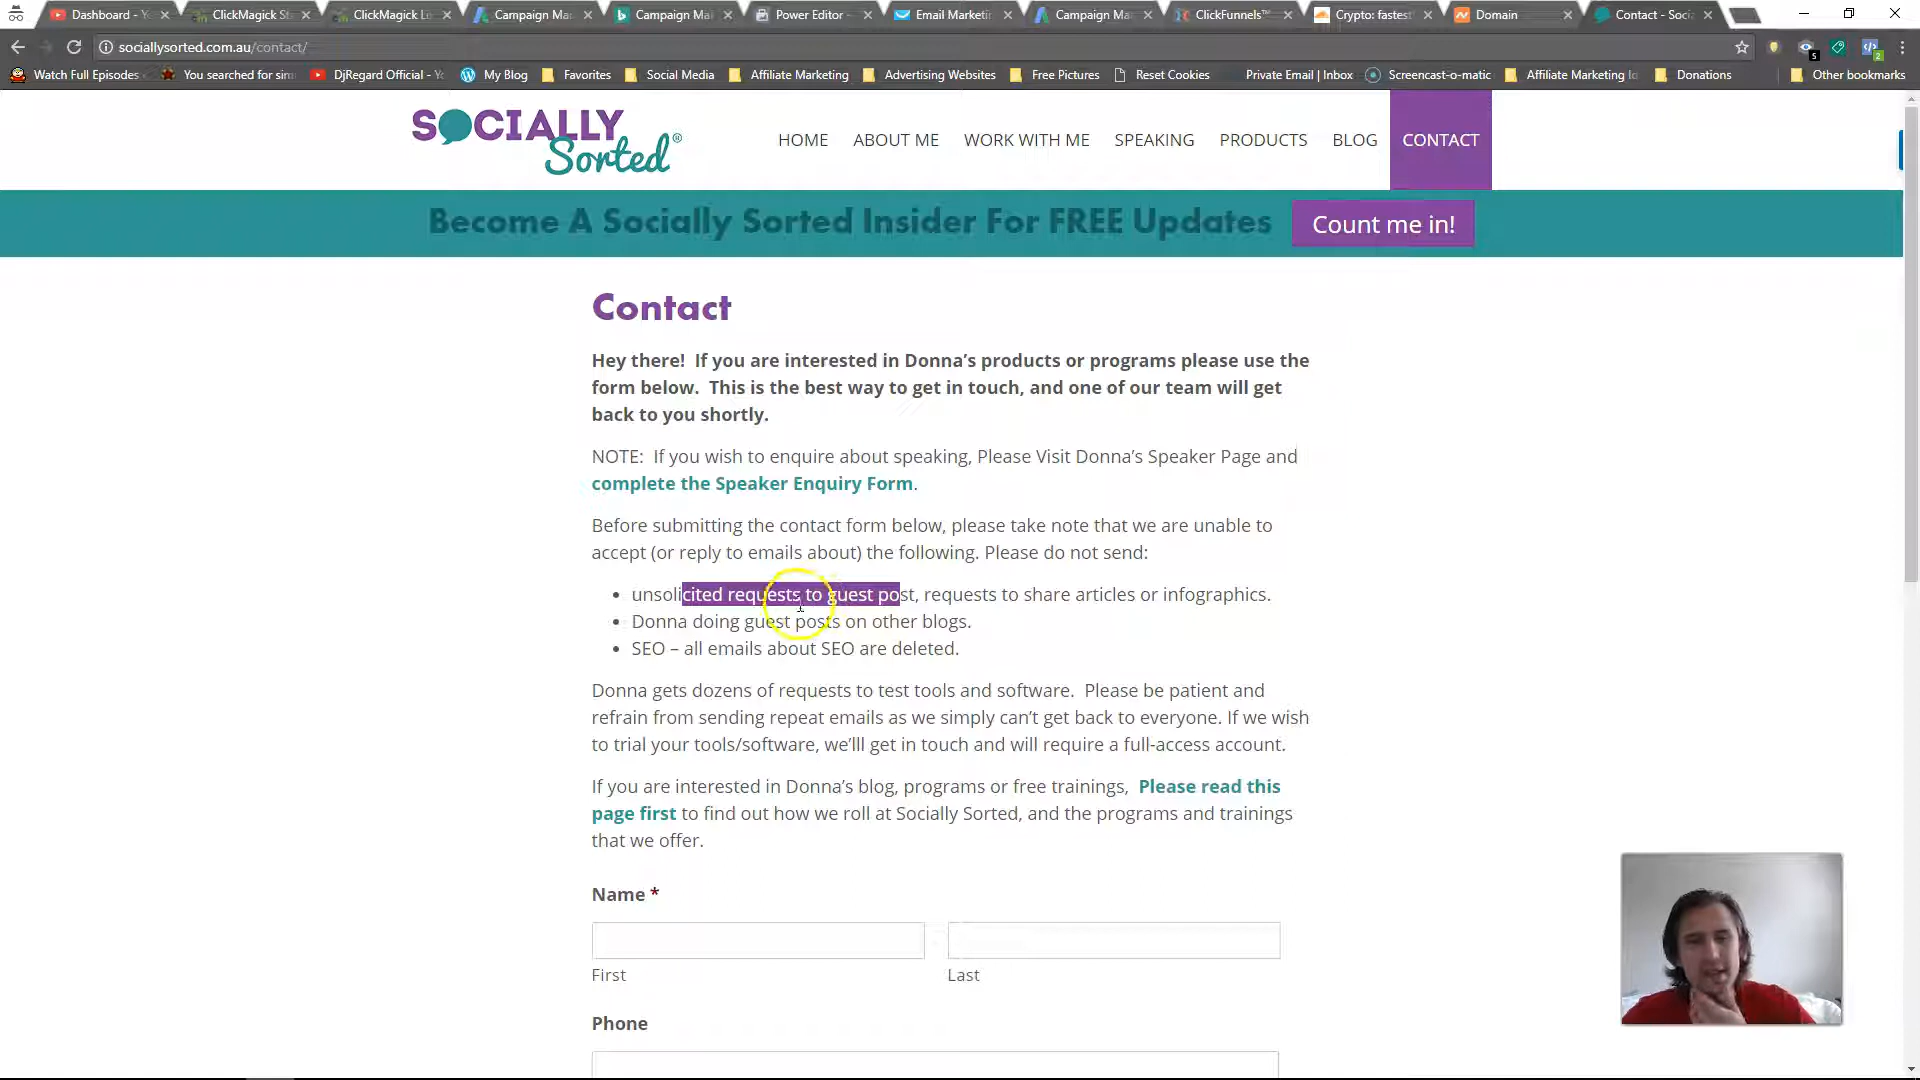 Dashboard - Yo
ClickMagick St
ClickMagick Lo
Campaign Ma
Campaign Ma
Power Editor -
Email Marketi
Campaign Ma
ClickFunnels™
Crypto: fastest
Domain
Contact - Socia
sociallysorted.com.au/contact/
Watch Full Episodes
You searched for sim
DjRegard Official - Yo
My Blog
Favorites
Social Media
Affiliate Marketing
Advertising Websites
Free Pictures
Reset Cookies
Private Email | Inbox
Screencast-o-matic
Affiliate Marketing Id
Donations
Other bookmarks
SOCIALLY
Sorted®
HOME
ABOUT ME
WORK WITH ME
SPEAKING
PRODUCTS
BLOG
CONTACT
Become A Socially Sorted Insider For FREE Updates
Count me in!
Contact
Hey there! If you are interested in Donna’s products or programs please use the
form below. This is the best way to get in touch, and one of our team will get
back to you shortly.
NOTE: If you wish to enquire about speaking, Please Visit Donna’s Speaker Page and
complete the Speaker Enquiry Form.
Before submitting the contact form below, please take note that we are unable to
accept (or reply to emails about) the following. Please do not send:
• unsolicited requests to guest post, requests to share articles or infographics.
• Donna doing guest posts on other blogs.
• SEO – all emails about SEO are deleted.
Donna gets dozens of requests to test tools and software. Please be patient and
refrain from sending repeat emails as we simply can’t get back to everyone. If we wish
to trial your tools/software, we’lll get in touch and will require a full-access account.
If you are interested in Donna’s blog, programs or free trainings, Please read this
page first to find out how we roll at Socially Sorted, and the programs and trainings
that we offer.
Name *
First
Last
Phone